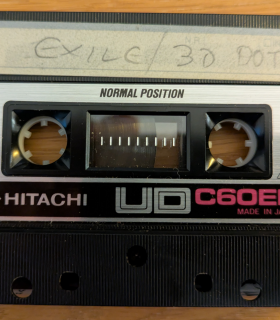 EXILE / 3D DOT
NORMAL POSITION
HITACHI UD C60E
MADE IN JA